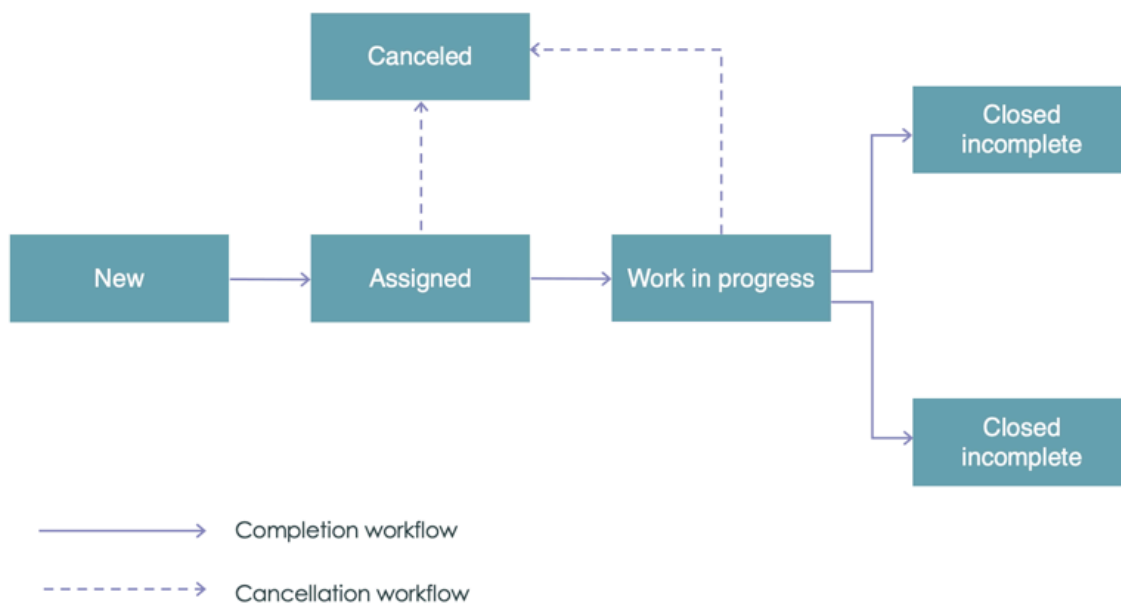 Canceled
Closed
incomplete
New
Assigned
Work in progress
Closed
incomplete
Completion workflow
Cancellation workflow